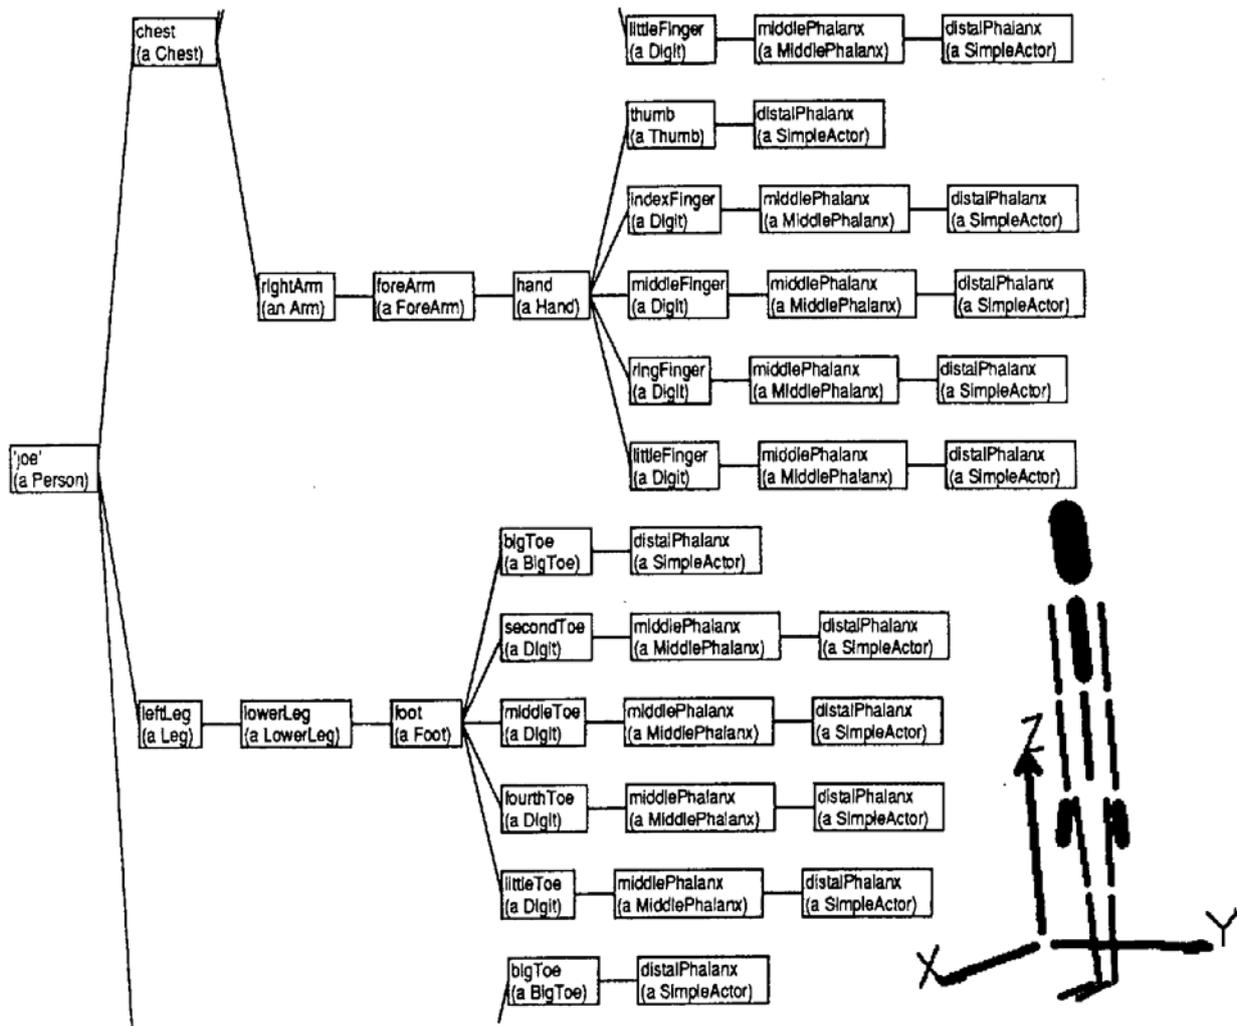 chest
(a Chest)
littleFinger
(a Digit)
middlePhalanx
(a MiddlePhalanx)
distalPhalanx
(a SimpleActor)
thumb
(a Thumb)
distalPhalanx
(a SimpleActor)
indexFinger
(a Digit)
middlePhalanx
(a MiddlePhalanx)
distalPhalanx
(a SimpleActor)
rightArm
(an Arm)
foreArm
(a ForeArm)
hand
(a Hand)
middleFinger
(a Digit)
middlePhalanx
(a MiddlePhalanx)
distalPhalanx
(a SimpleActor)
ringFinger
(a Digit)
middlePhalanx
(a MiddlePhalanx)
distalPhalanx
(a SimpleActor)
'joe'
(a Person)
littleFinger
(a Digit)
middlePhalanx
(a MiddlePhalanx)
distalPhalanx
(a SimpleActor)
bigToe
(a BigToe)
distalPhalanx
(a SimpleActor)
secondToe
(a Digit)
middlePhalanx
(a MiddlePhalanx)
distalPhalanx
(a SimpleActor)
leftLeg
(a Leg)
lowerLeg
(a LowerLeg)
foot
(a Foot)
middleToe
(a Digit)
middlePhalanx
(a MiddlePhalanx)
distalPhalanx
(a SimpleActor)
fourthToe
(a Digit)
middlePhalanx
(a MiddlePhalanx)
distalPhalanx
(a SimpleActor)
littleToe
(a Digit)
middlePhalanx
(a MiddlePhalanx)
distalPhalanx
(a SimpleActor)
bigToe
(a BigToe)
distalPhalanx
(a SimpleActor)
Z
X
Y